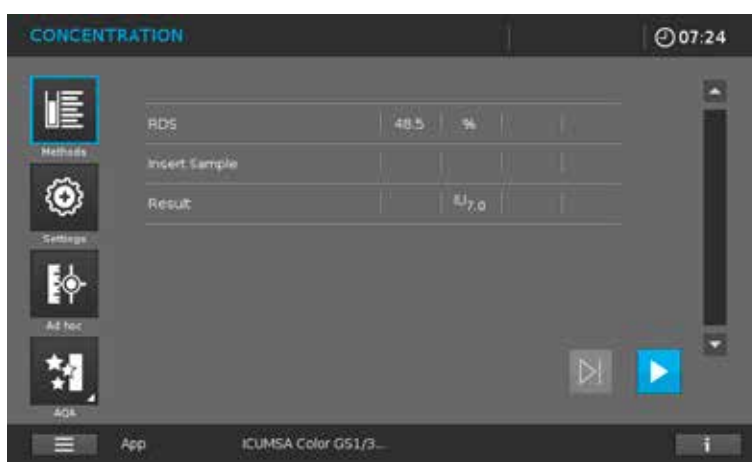 CONCENTRATION 07:24
Methods
Settings
Ad hoc
AQA
RDS 48.5 %
Insert Sample
Result IU7.0
App ICUMSA Color GS1/3... i